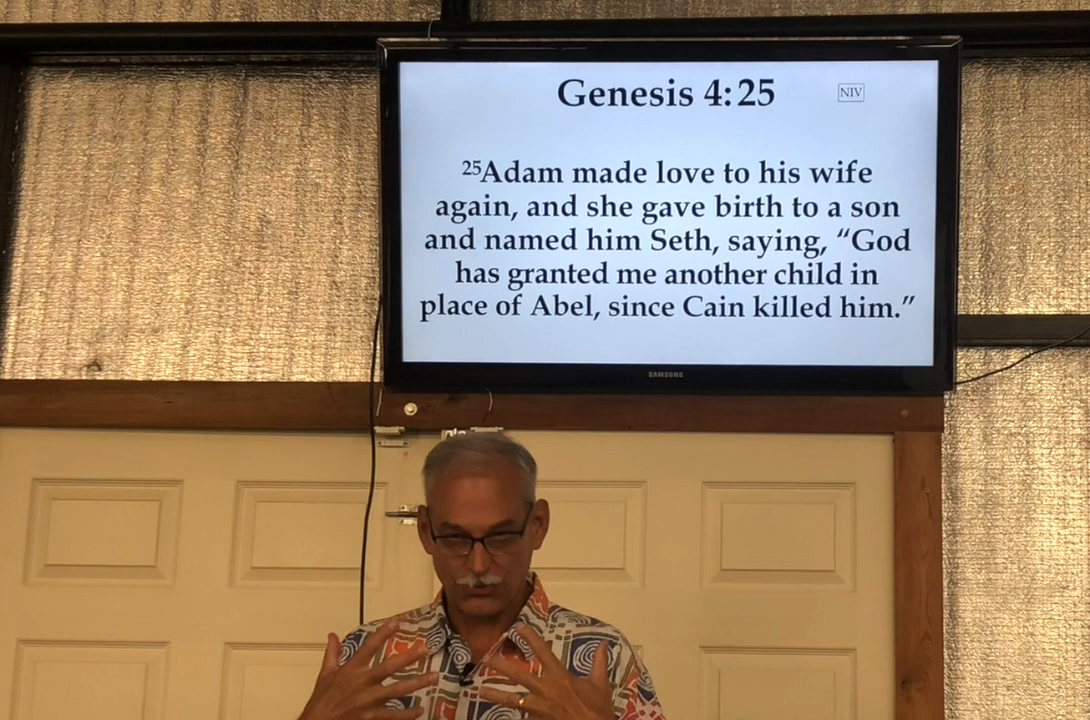 Genesis 4:25 NIV
25Adam made love to his wife
again, and she gave birth to a son
and named him Seth, saying, “God
has granted me another child in
place of Abel, since Cain killed him.”
SAMSUNG